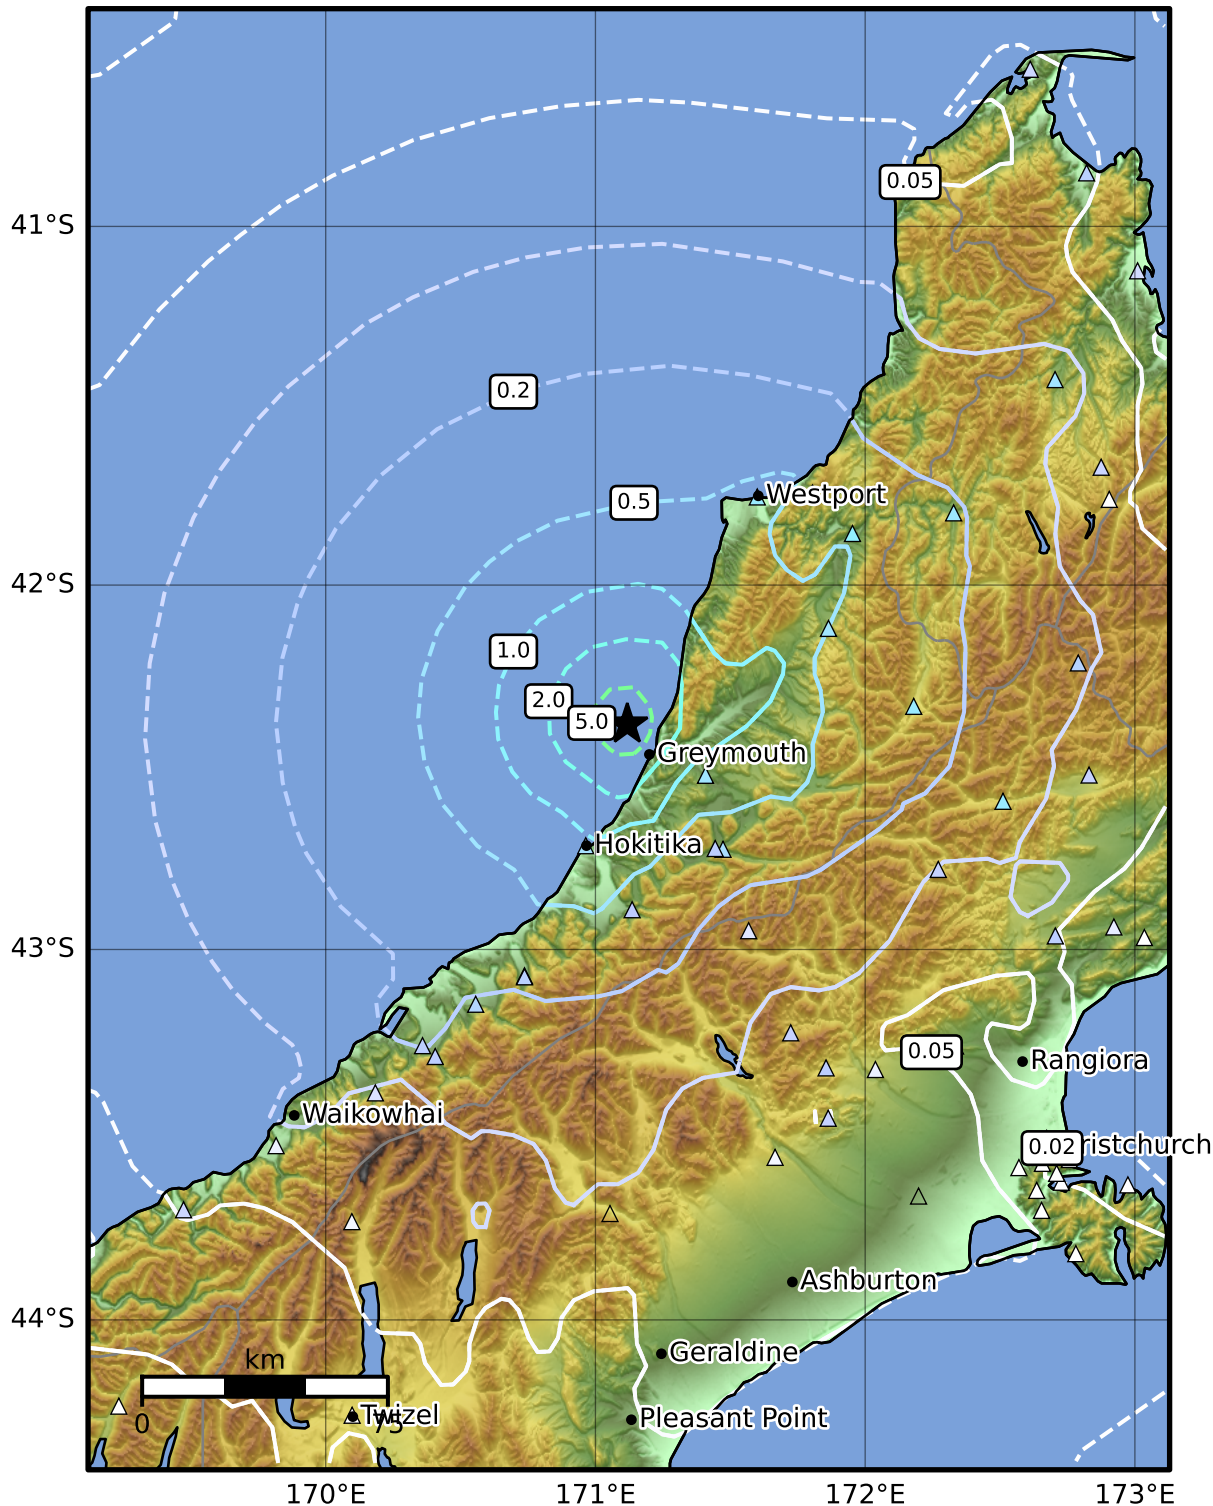 0.05
41°S
0.2
Westport
0.5
42°S
1.0
2.0
5.0
Greymouth
Hokitika
43°S
0.05
Rangiora
Waikowhai
0.02
ristchurch
Ashburton
44°S
Geraldine
km
0
75
Twizel
Pleasant Point
170°E
171°E
172°E
173°E